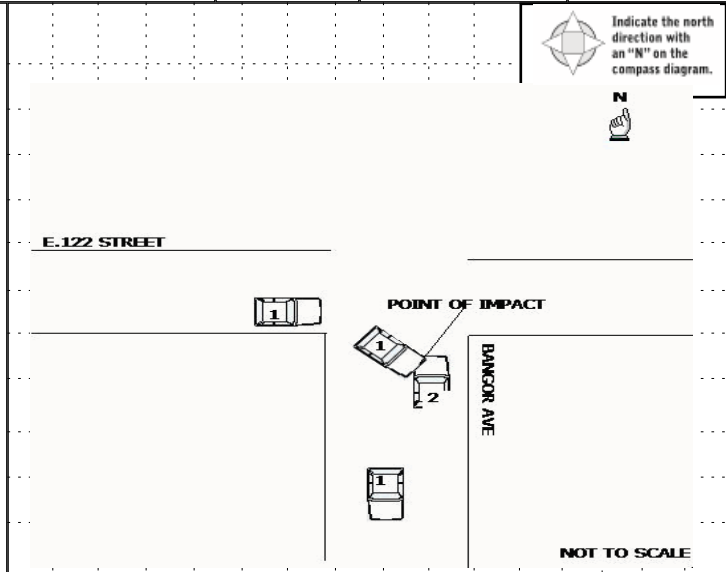 Indicate the north
direction with
an "N" on the
compass diagram.
N
E.122 STREET
1
POINT OF IMPACT
1
BANGOR AVE
2
1
NOT TO SCALE